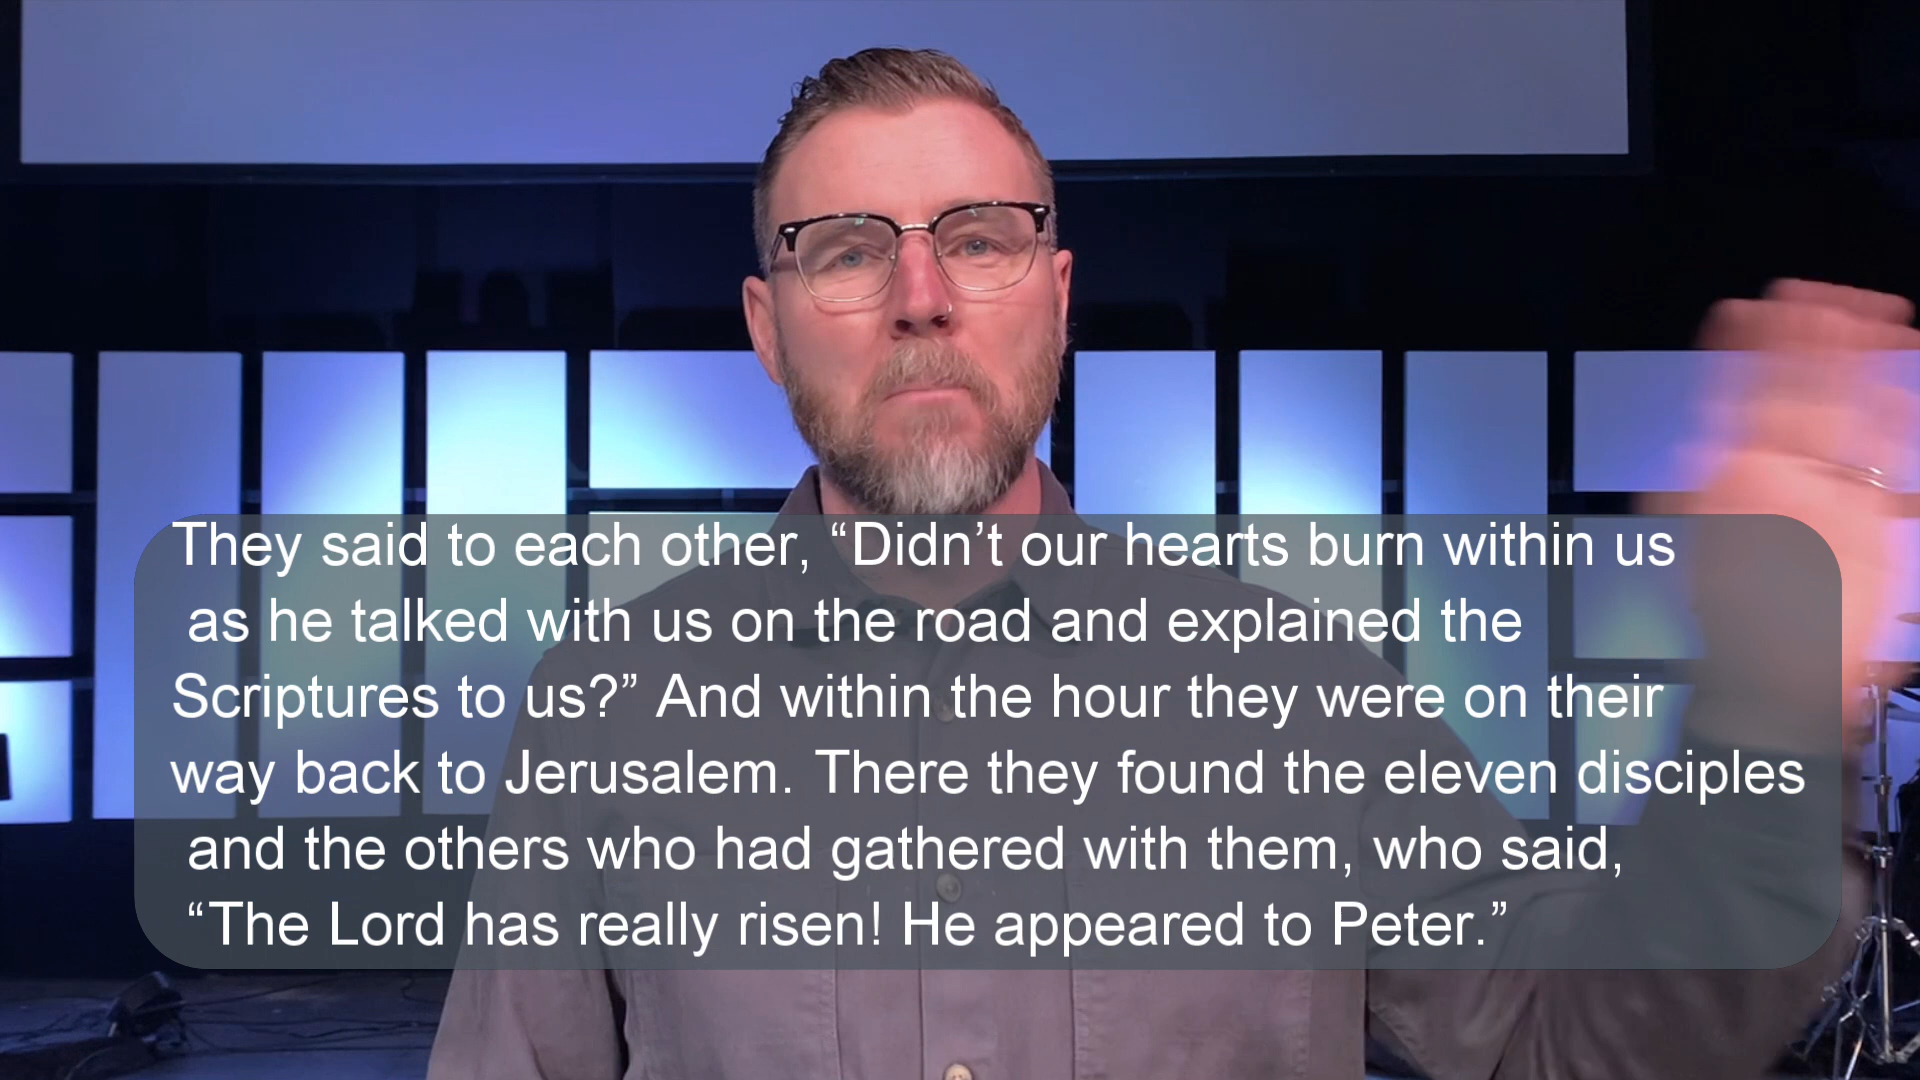 They said to each other, “Didn’t our hearts burn within us
as he talked with us on the road and explained the
Scriptures to us?” And within the hour they were on their
way back to Jerusalem. There they found the eleven disciples
and the others who had gathered with them, who said,
“The Lord has really risen! He appeared to Peter.”